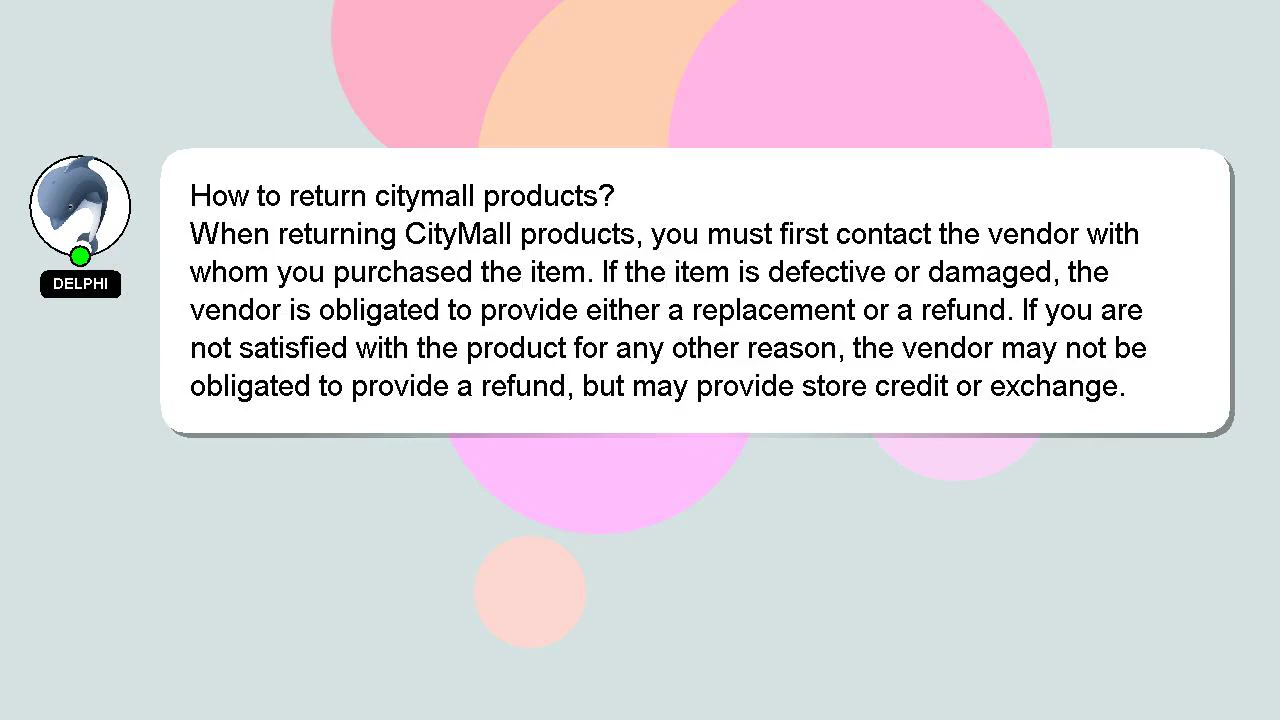 How to return citymall products?
When returning CityMall products, you must first contact the vendor with
whom you purchased the item. If the item is defective or damaged, the
vendor is obligated to provide either a replacement or a refund. If you are
not satisfied with the product for any other reason, the vendor may not be
obligated to provide a refund, but may provide store credit or exchange.
DELPHI